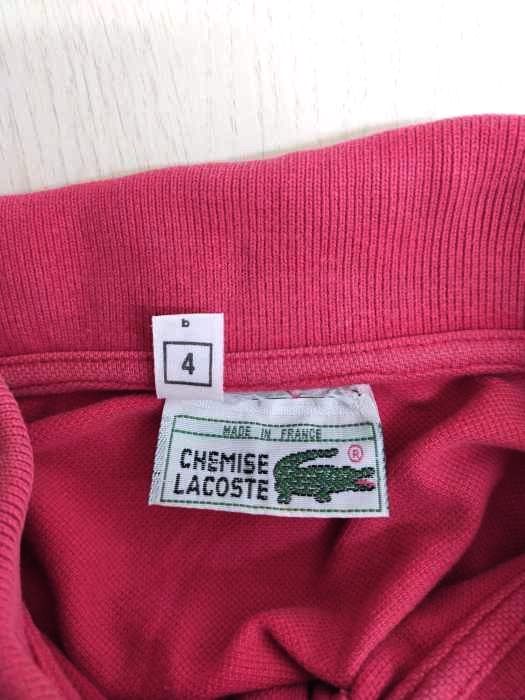 b
4
MADE IN FRANCE
CHEMISE ®
LACOSTE